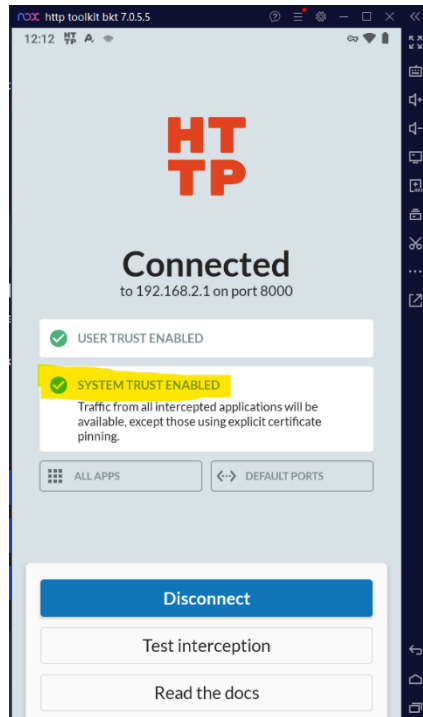 nox http toolkit bkt 7.0.5.5
12:12 HT TP A.
HT
TP
Connected
to 192.168.2.1 on port 8000
USER TRUST ENABLED
SYSTEM TRUST ENABLED
Traffic from all intercepted applications will be
available, except those using explicit certificate
pinning.
ALL APPS DEFAULT PORTS
Disconnect
Test interception
Read the docs